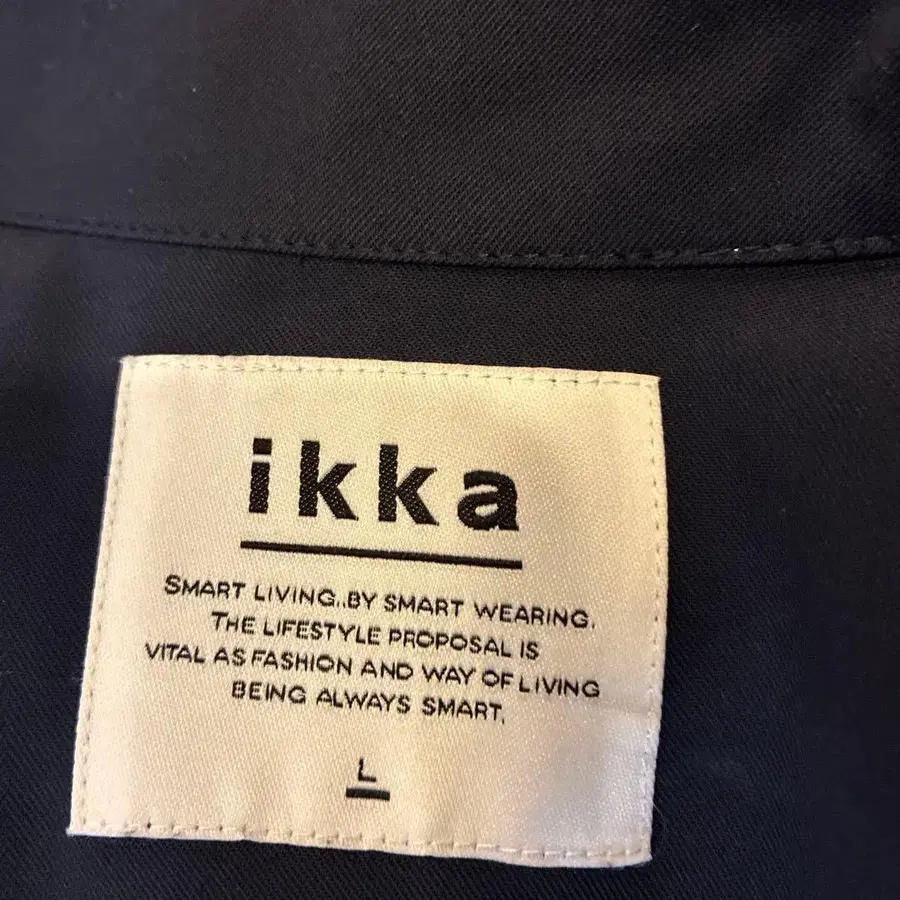 ikka
SMART LIVING..BY SMART WEARING.
THE LIFESTYLE PROPOSAL IS
VITAL AS FASHION AND WAY OF LIVING
BEING ALWAYS SMART.
L